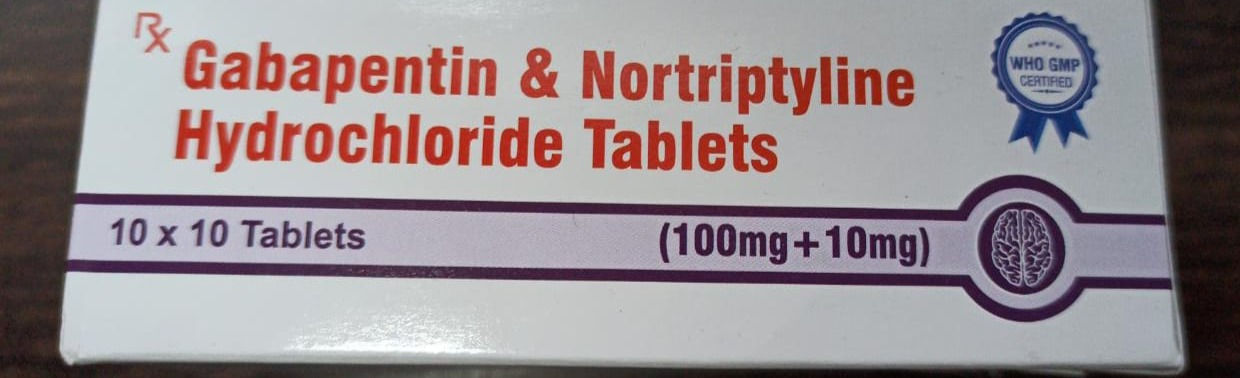 Rx
Gabapentin & Nortriptyline
Hydrochloride Tablets
WHO GMP
CERTIFIED
10 x 10 Tablets
(100mg+10mg)